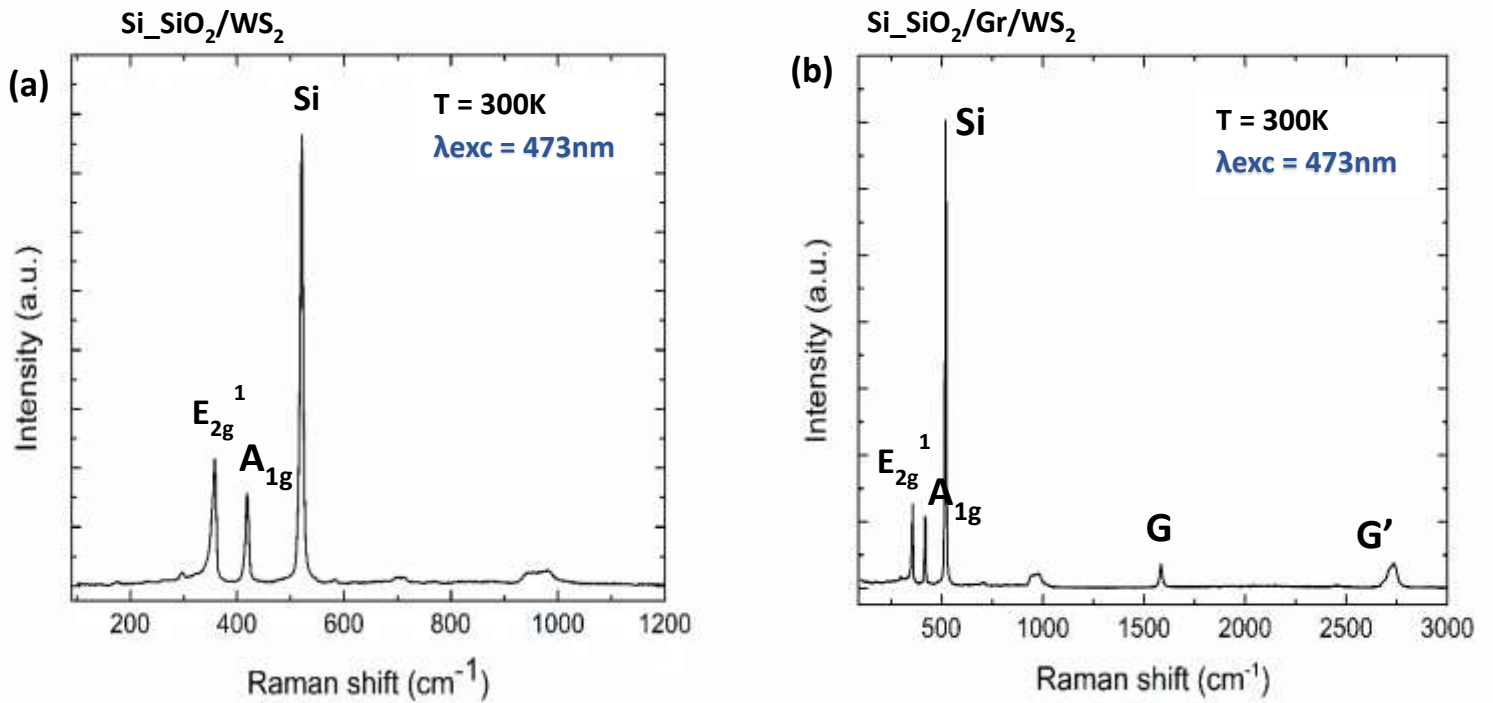 Si_SiO₂/WS₂
(a)
Si
T = 300K
λexc = 473nm
E₂g¹
A₁g
Intensity (a.u.)
200 400 600 800 1000 1200
Raman shift (cm⁻¹)
Si_SiO₂/Gr/WS₂
(b)
Si
T = 300K
λexc = 473nm
E₂g¹
A₁g
G
G’
Intensity (a.u.)
500 1000 1500 2000 2500 3000
Raman shift (cm⁻¹)